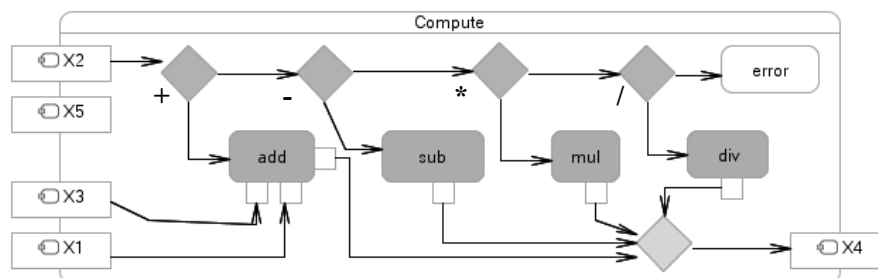 Compute
X2
error
+
-
*
/
X5
add
sub
mul
div
X3
X1
X4